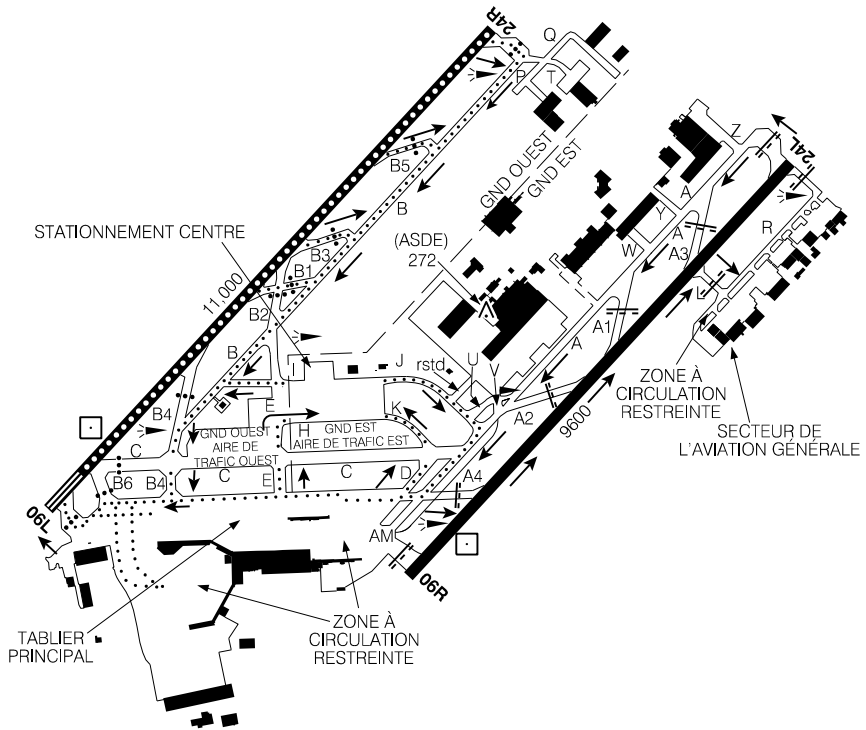 24R
Q
P
T
Z
24L
GND OUEST
GND EST
B5
B
A
R
Y
STATIONNEMENT CENTRE
(ASDE)
272
W
A
A3
B3
B1
11,000
L
B2
A1
B
I
J
rstd
U
V
A
ZONE À
CIRCULATION
RESTREINTE
9600
SECTEUR DE
L'AVIATION GÉNÉRALE
E
K
A2
B4
H
GND OUEST
AIRE DE
TRAFIC OUEST
GND EST
AIRE DE TRAFIC EST
C
B6
B4
C
E
C
D
A4
06L
AM
06R
TABLIER
PRINCIPAL
ZONE À
CIRCULATION
RESTREINTE